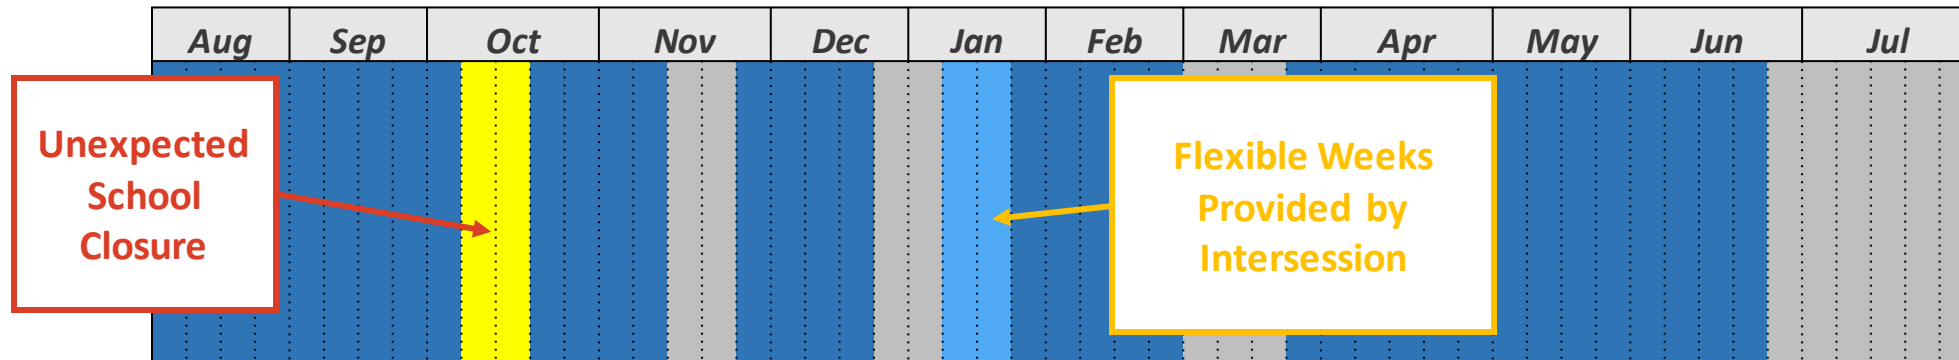 Aug Sep Oct Nov Dec Jan Feb Mar Apr May Jun Jul
Unexpected
School
Closure
Flexible Weeks
Provided by
Intersession